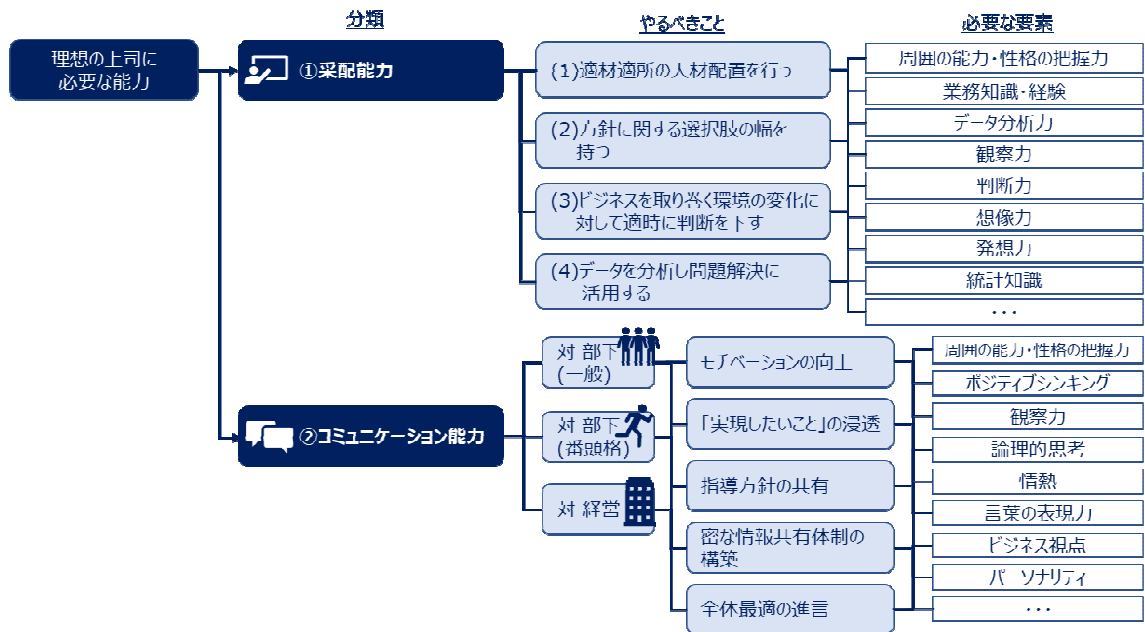 分類
やるべきこと
必要な要素
理想の上司に
必要な能力
①采配能力
(1)適材適所の人材配置を行う
(2)方針に関する選択肢の幅を
持つ
(3)ビジネスを取り巻く環境の変化に
対して適時に判断を下す
(4)データを分析し問題解決に
活用する
周囲の能力・性格の把握力
業務知識・経験
データ分析力
観察力
判断力
想像力
発想力
統計知識
・・・
②コミュニケーション能力
対 部下
(一般)
対 部下
(番頭格)
対 経営
モチベーションの向上
「実現したいこと」の浸透
指導方針の共有
密な情報共有体制の
構築
全体最適の進言
周囲の能力・性格の把握力
ポジティブシンキング
観察力
論理的思考
情熱
言葉の表現力
ビジネス視点
パーソナリティ
・・・